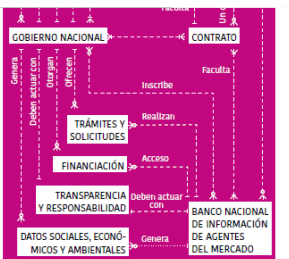 Faculta
GOBIERNO NACIONAL
CONTRATO
Genera
Deben actuar con
Otorgan
Ofrecen
Faculta
Inscribe
TRÁMITES Y
SOLICITUDES
Realizan
FINANCIACIÓN
Acceso
TRANSPARENCIA
Y RESPONSABILIDAD
Deben actuar
con
BANCO NACIONAL
DE INFORMACIÓN
DE AGENTES
DEL MERCADO
DATOS SOCIALES, ECONÓ-
MICOS Y AMBIENTALES
Genera